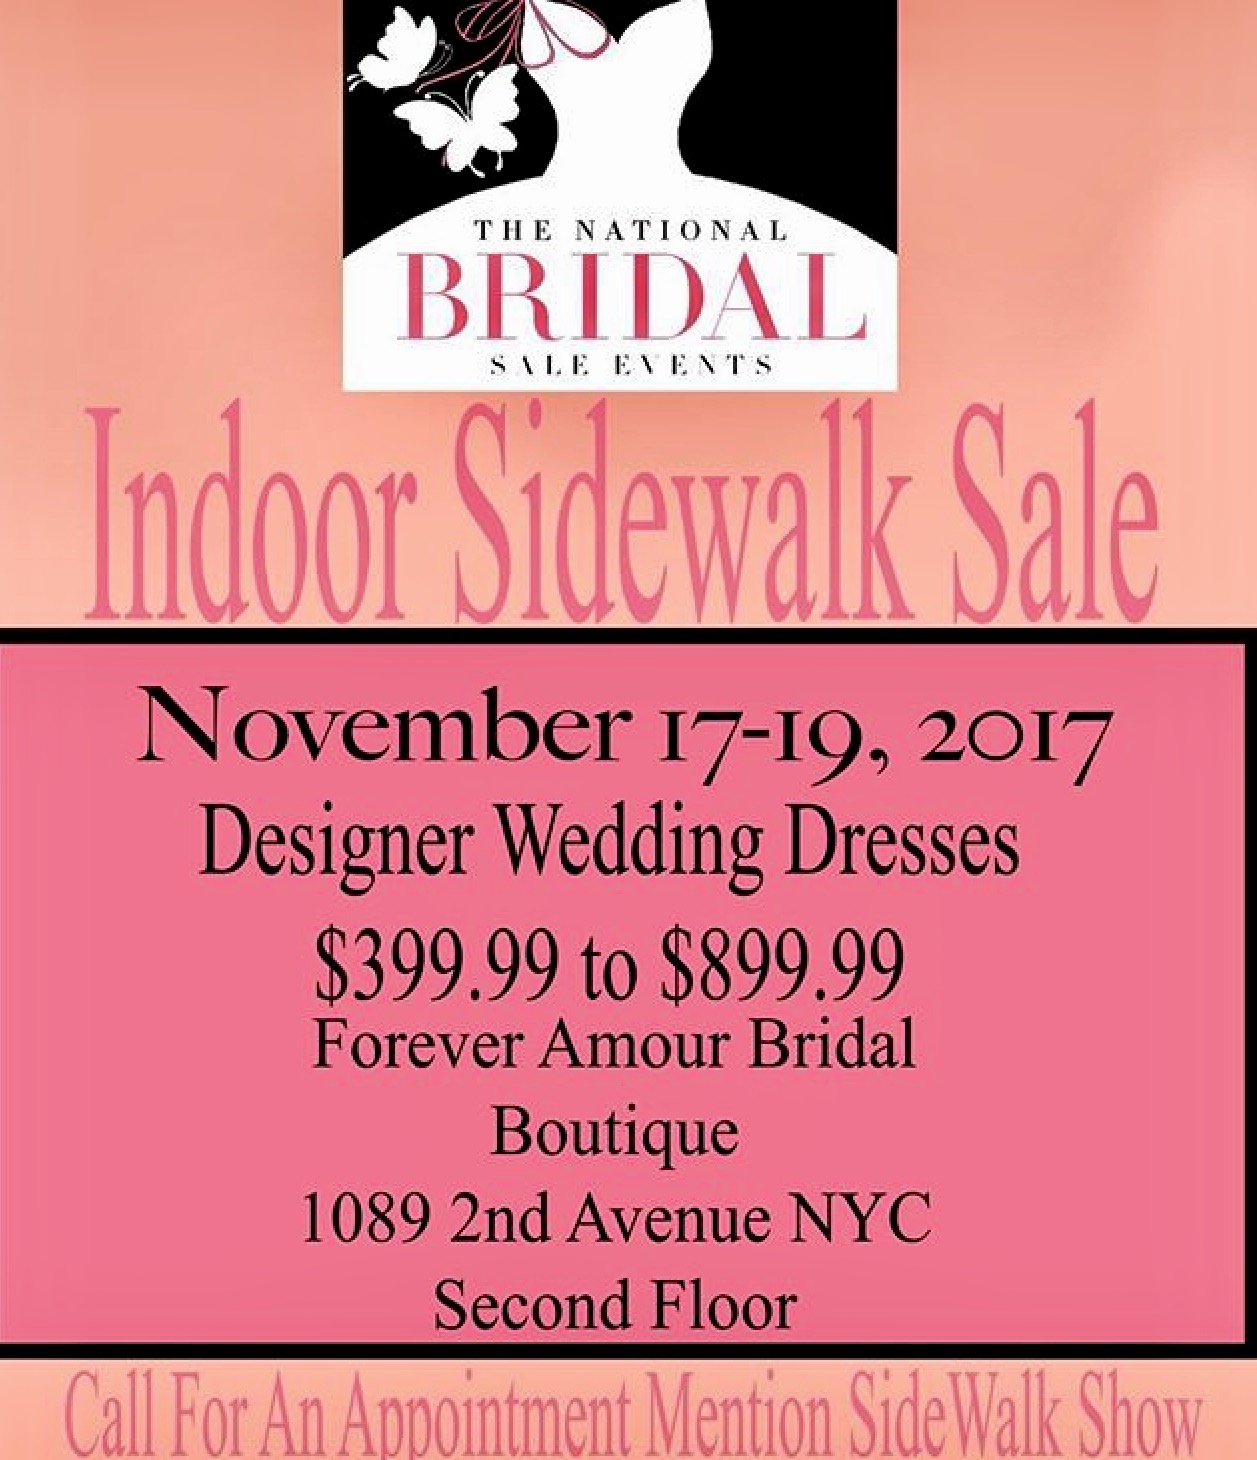 THE NATIONAL
BRIDAL
SALE EVENTS
Indoor Sidewalk Sale
November 17-19, 2017
Designer Wedding Dresses
$399.99 to $899.99
Forever Amour Bridal
Boutique
1089 2nd Avenue NYC
Second Floor
Call For An Appointment Mention SideWalk Show